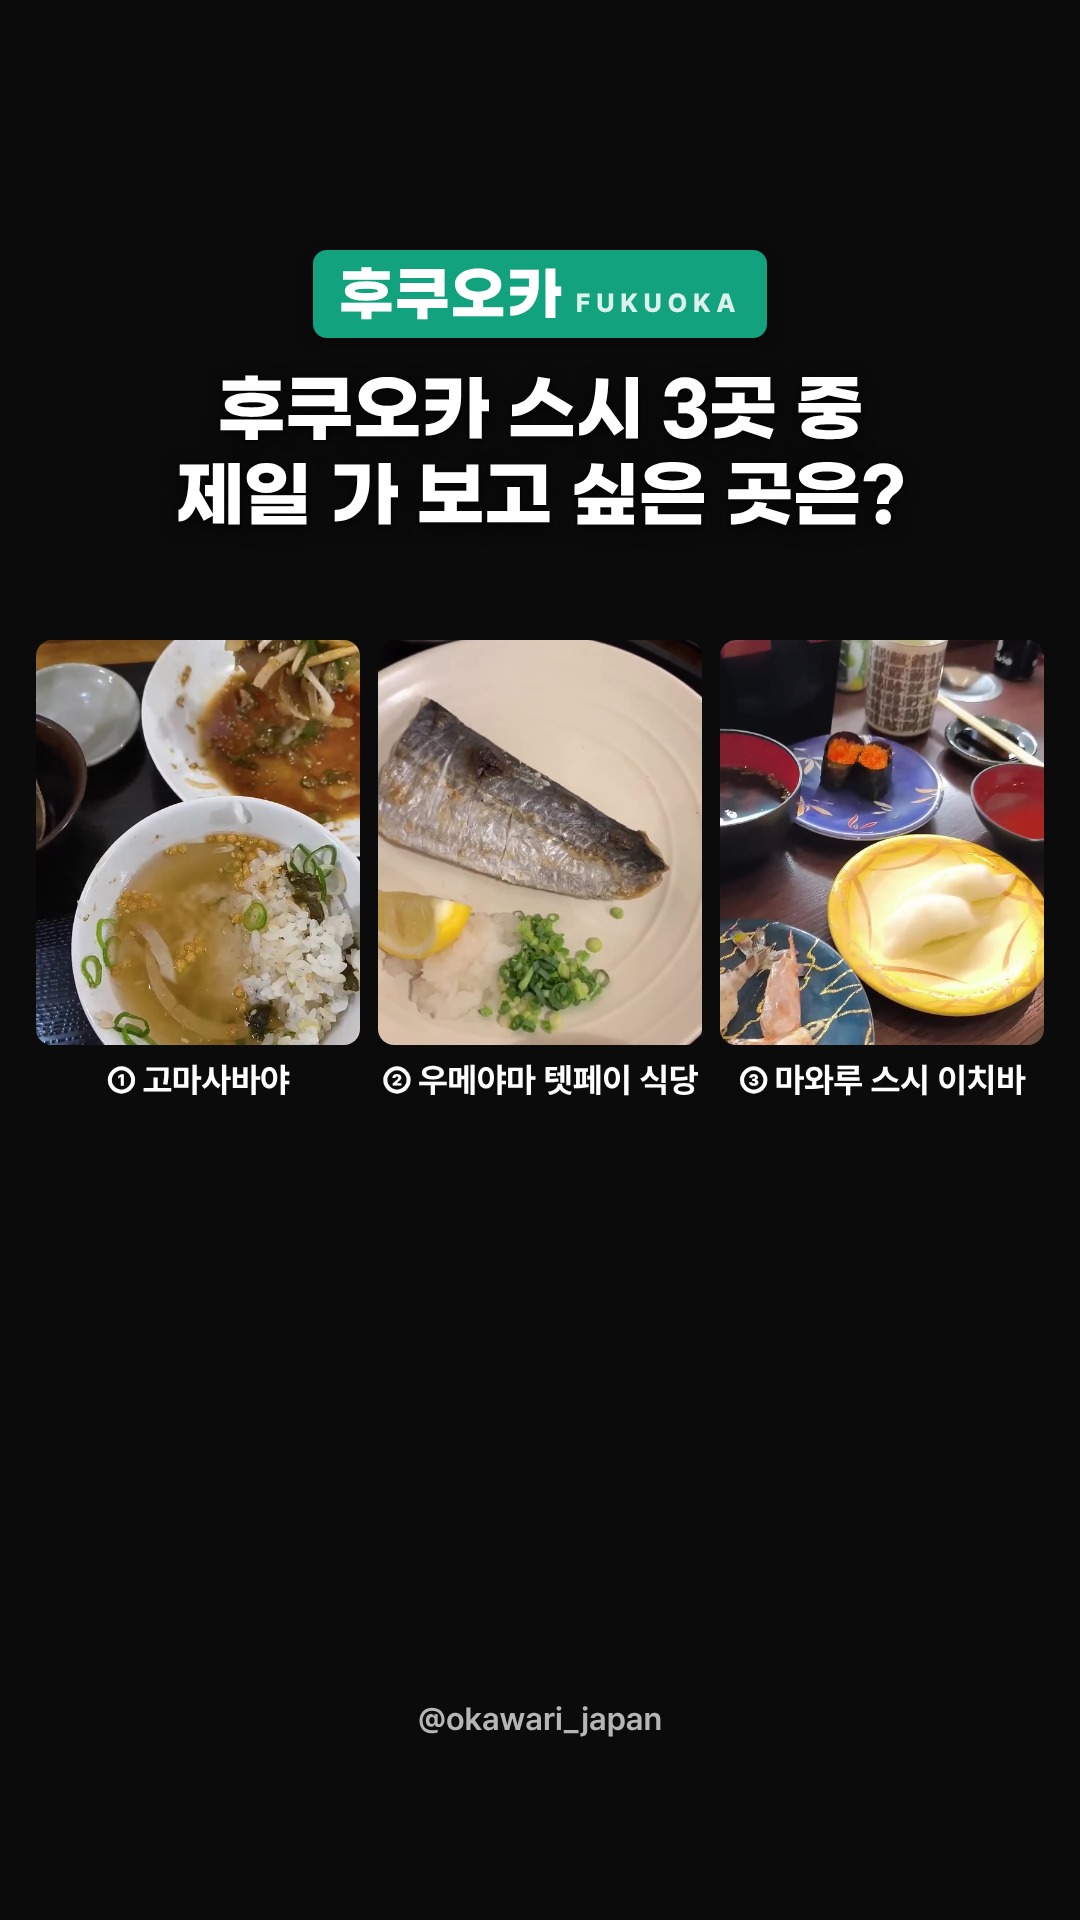 후쿠오카 FUKUOKA
후쿠오카 스시 3곳 중
제일 가 보고 싶은 곳은?
① 고마사바야
② 우메야마 텟페이 식당
③ 마와루 스시 이치바
@okawari_japan